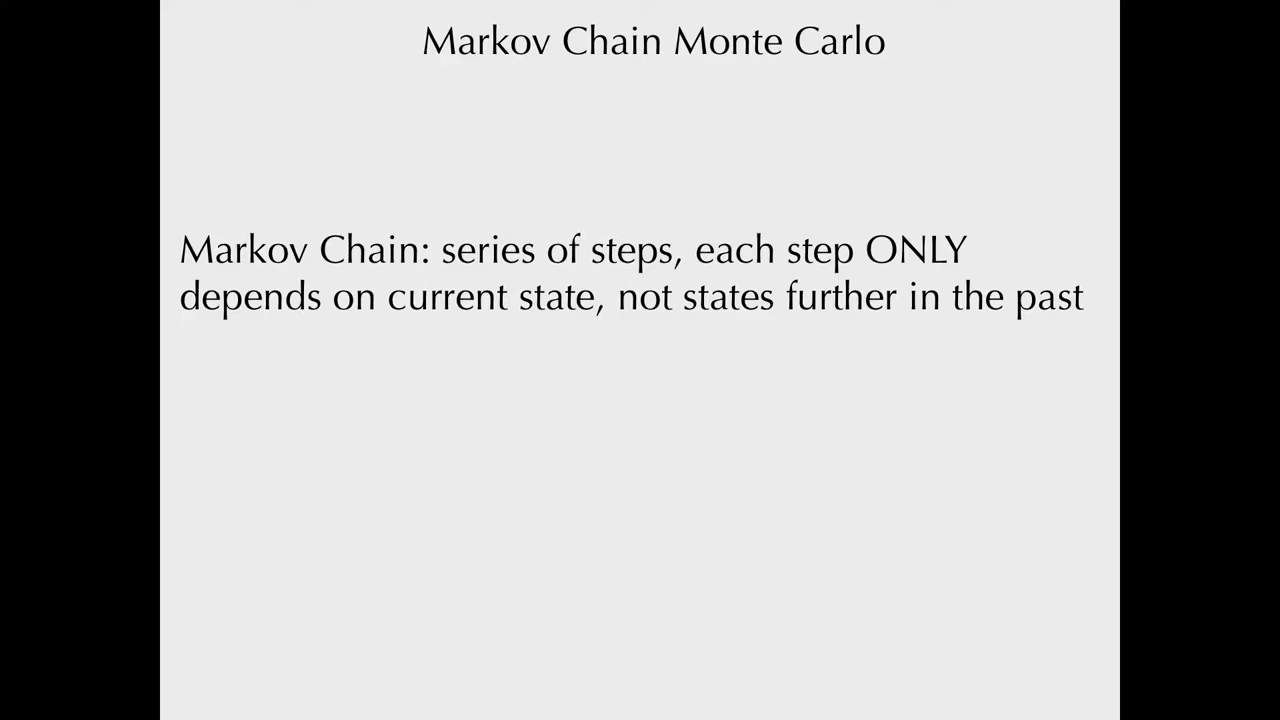 Markov Chain Monte Carlo
Markov Chain: series of steps, each step ONLY
depends on current state, not states further in the past